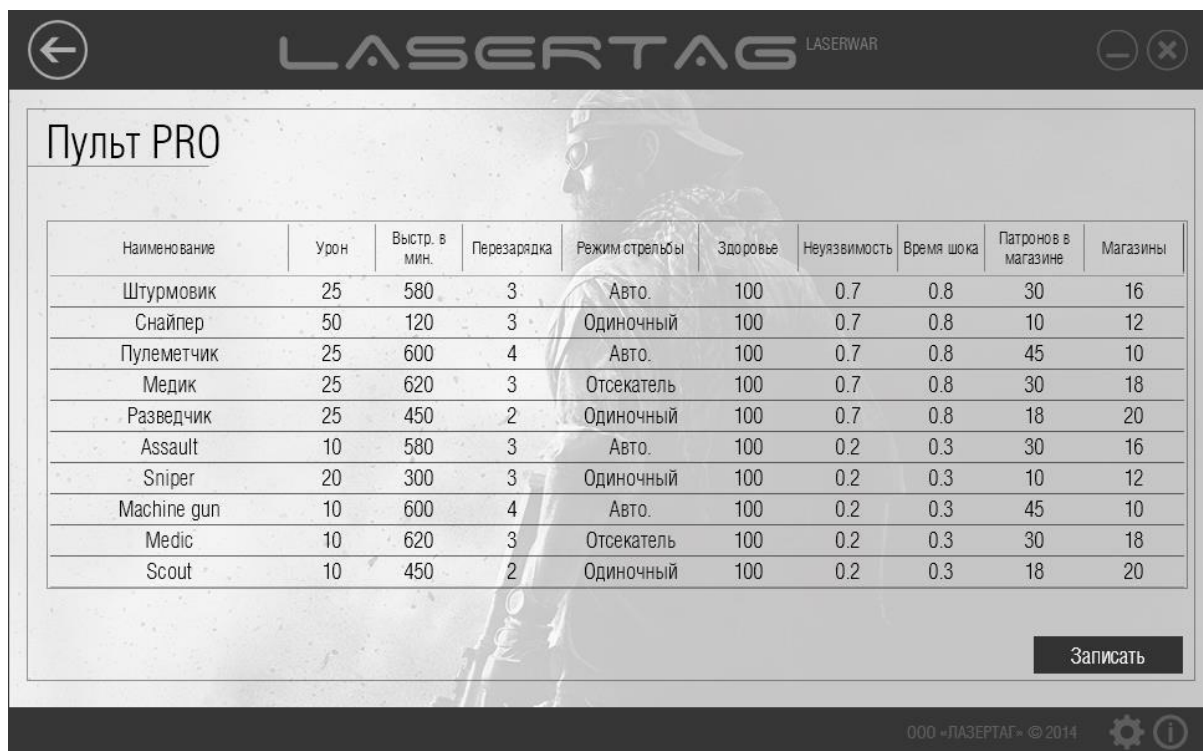 LASERTAG LASERWAR
Пульт PRO
Наименование Урон Выстр. в мин. Перезарядка Режим стрельбы Здоровье Неуязвимость Время шока Патронов в магазине Магазины
Штурмовик 25 580 3 Авто. 100 0.7 0.8 30 16
Снайпер 50 120 3 Одиночный 100 0.7 0.8 10 12
Пулеметчик 25 600 4 Авто. 100 0.7 0.8 45 10
Медик 25 620 3 Отсекатель 100 0.7 0.8 30 18
Разведчик 25 450 2 Одиночный 100 0.7 0.8 18 20
Assault 10 580 3 Авто. 100 0.2 0.3 30 16
Sniper 20 300 3 Одиночный 100 0.2 0.3 10 12
Machine gun 10 600 4 Авто. 100 0.2 0.3 45 10
Medic 10 620 3 Отсекатель 100 0.2 0.3 30 18
Scout 10 450 2 Одиночный 100 0.2 0.3 18 20
Записать
ООО «ЛАЗЕРТАГ» © 2014